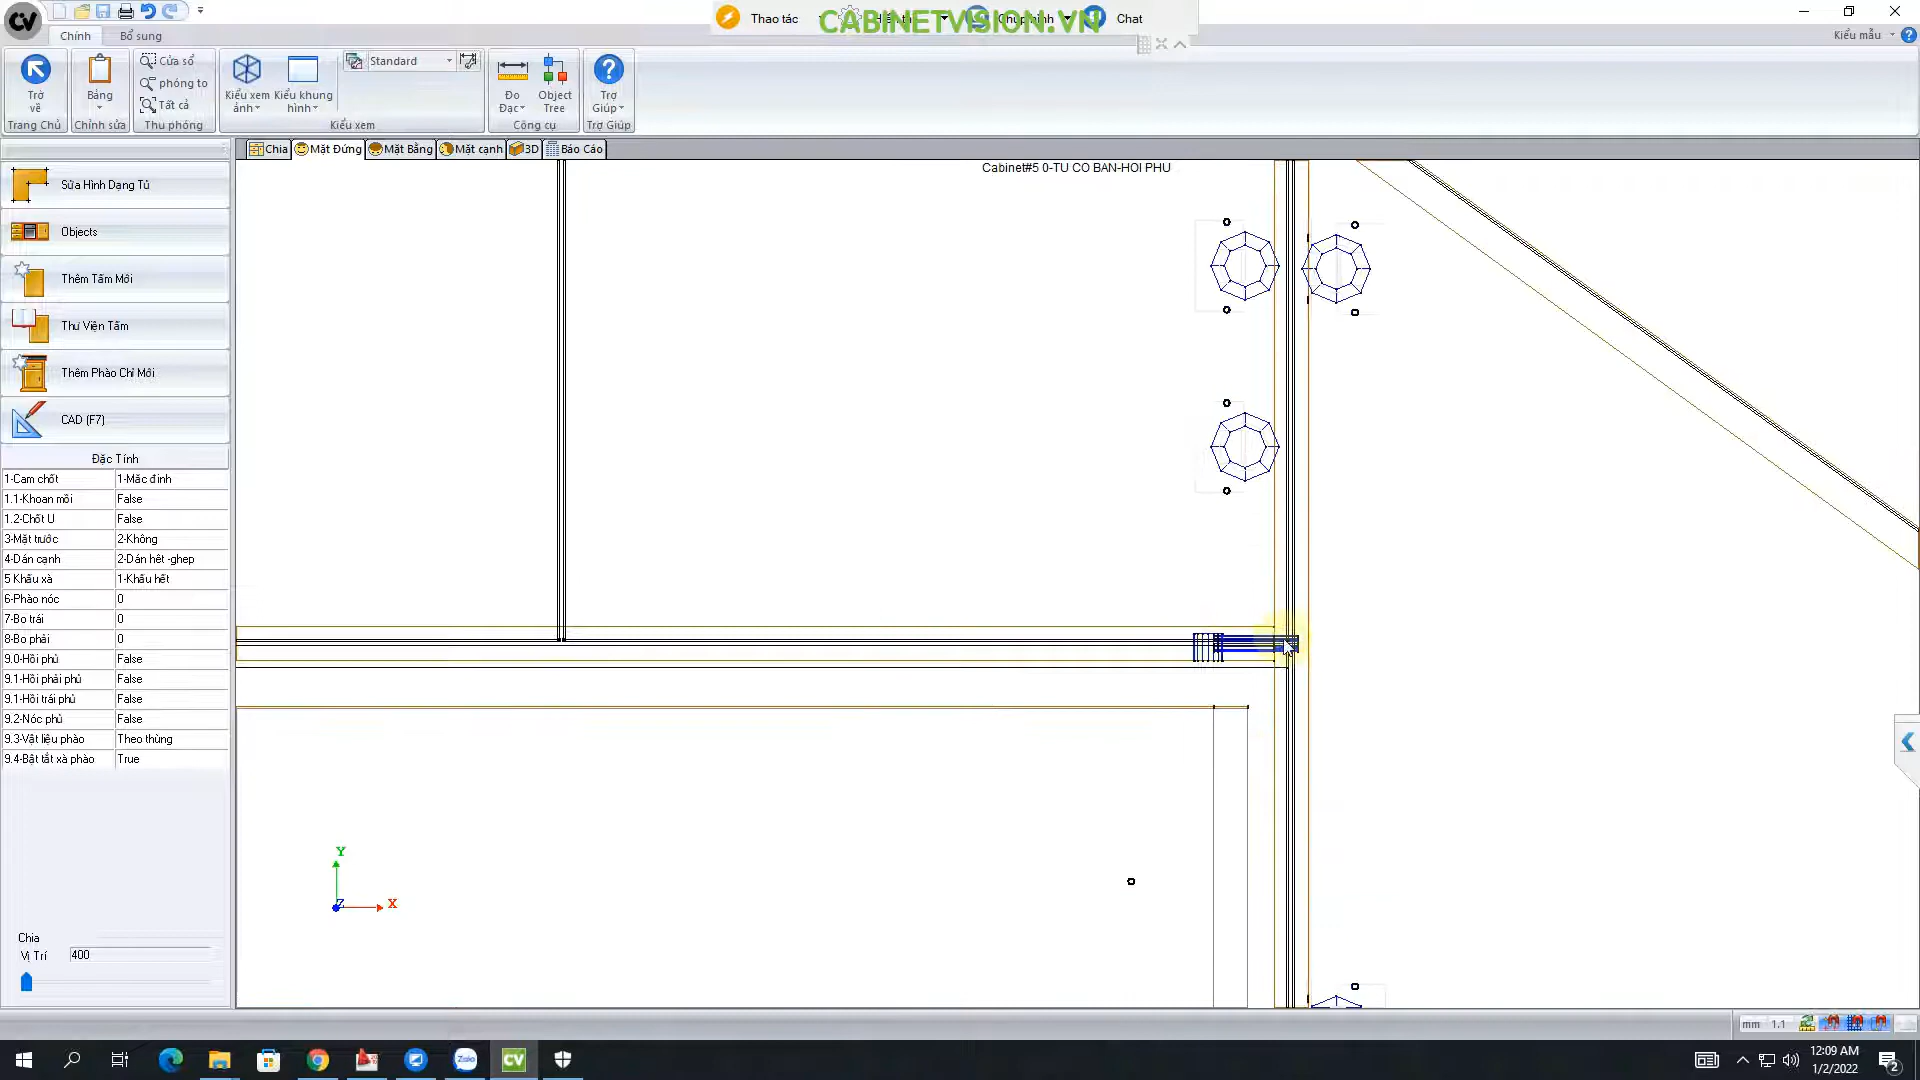 CV
Thao tác
CABINETVISION.VN
Chụp hình
Chat
Chính
Bổ sung
Kiểu mẫu
Trở về
Trang Chủ
Bảng
Chỉnh sửa
Cửa sổ
phóng to
Tất cả
Thu phóng
Kiểu xem ảnh
Kiểu khung hình
Standard
Kiểu xem
Đo Đạc
Object Tree
Công cụ
Trợ Giúp
Trợ Giúp
Chia
Mặt Đứng
Mặt Bằng
Mặt cạnh
3D
Báo Cáo
Sửa Hình Dạng Tủ
Objects
Thêm Tấm Mới
Thư Viện Tấm
Thêm Phào Chỉ Mới
CAD (F7)
Đặc Tính
1-Cam chốt 1-Mặc đinh
1.1-Khoan mồi False
1.2-Chốt U False
3-Mặt trước 2-Không
4-Dán cạnh 2-Dán hêt -ghep
5 Khấu xà 1-Khấu hết
6-Phào nóc 0
7-Bo trái 0
8-Bo phải 0
9.0-Hồi phủ False
9.1-Hồi phải phủ False
9.1-Hồi trái phủ False
9.2-Nóc phủ False
9.3-Vật liệu phào Theo thùng
9.4-Bật tắt xà phào True
Cabinet#5 0-TU CO BAN-HOI PHU
Y
Z
X
Chia
Vị Trí 400
mm 1.1
Zalo
CV
12:09 AM
1/2/2022
2